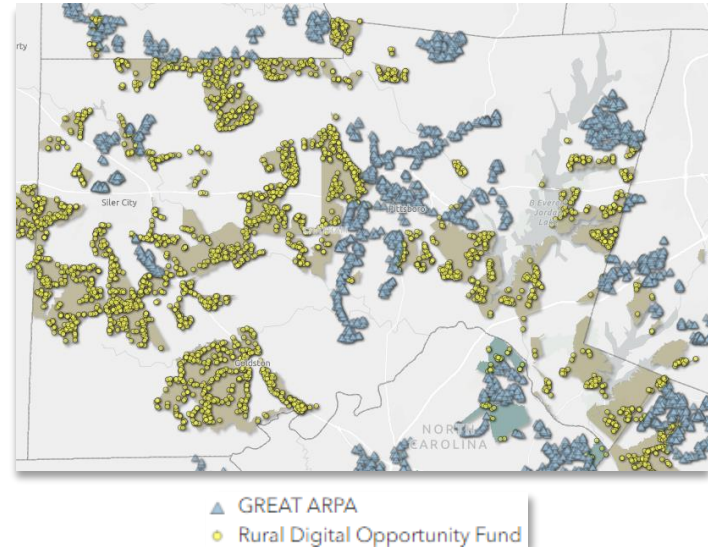 rty
Siler City
Pittsboro
B Everett
Jordan
Lake
Goldston
NORTH
CAROLINA
GREAT ARPA
Rural Digital Opportunity Fund